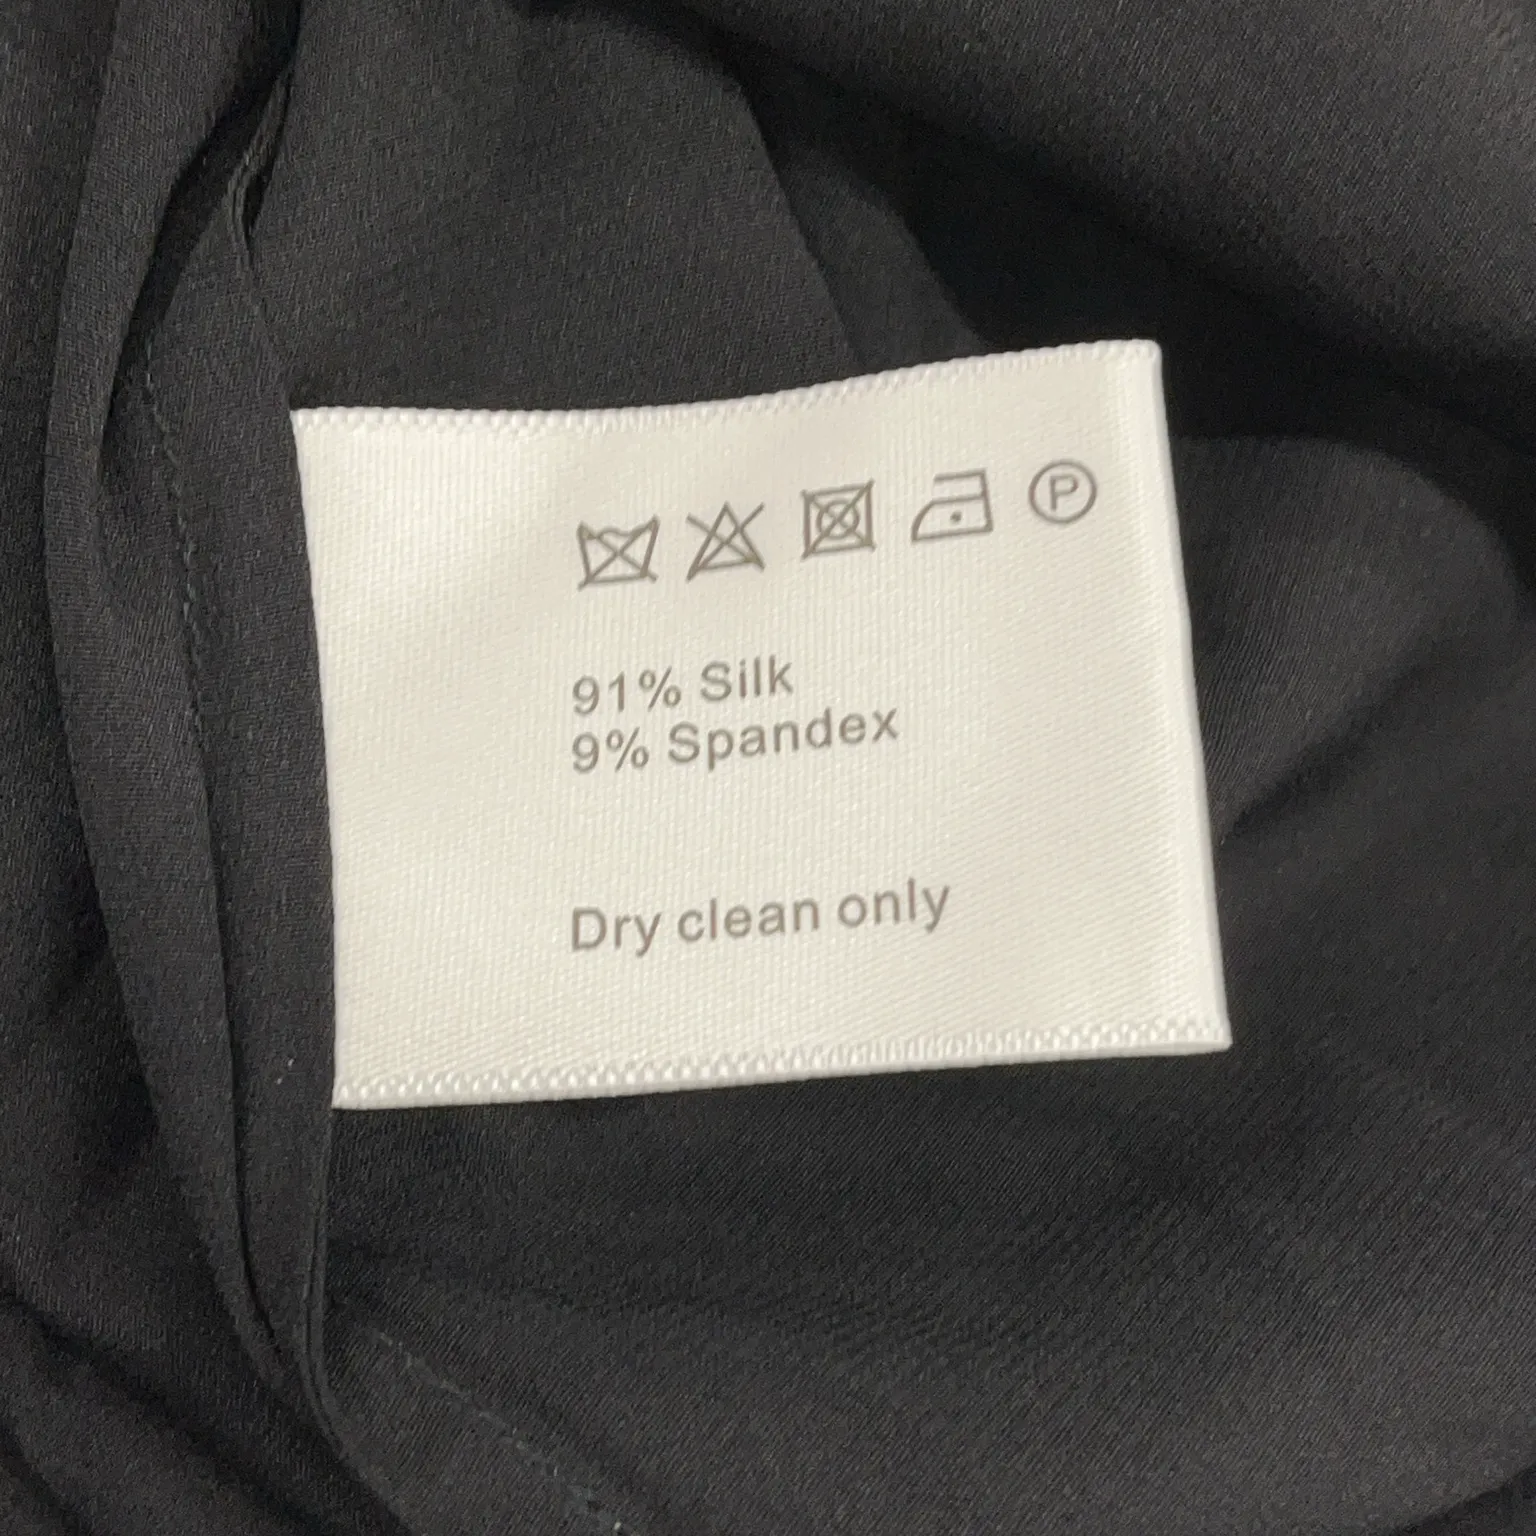 P
91% Silk
9% Spandex
Dry clean only